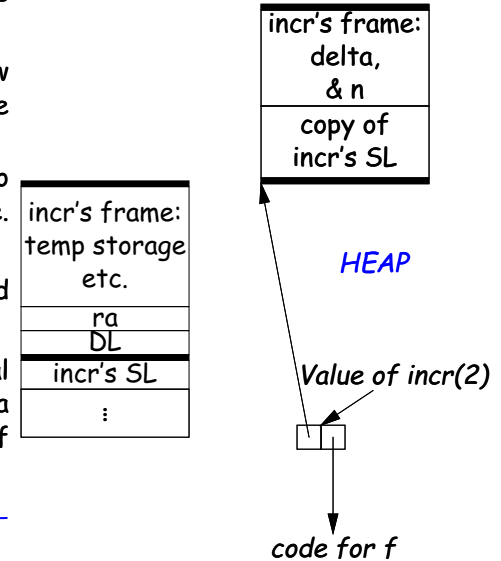 incr's frame:
temp storage
etc.
ra
DL
incr's SL
⋮
incr's frame:
delta,
& n
copy of
incr's SL
HEAP
Value of incr(2)
code for f